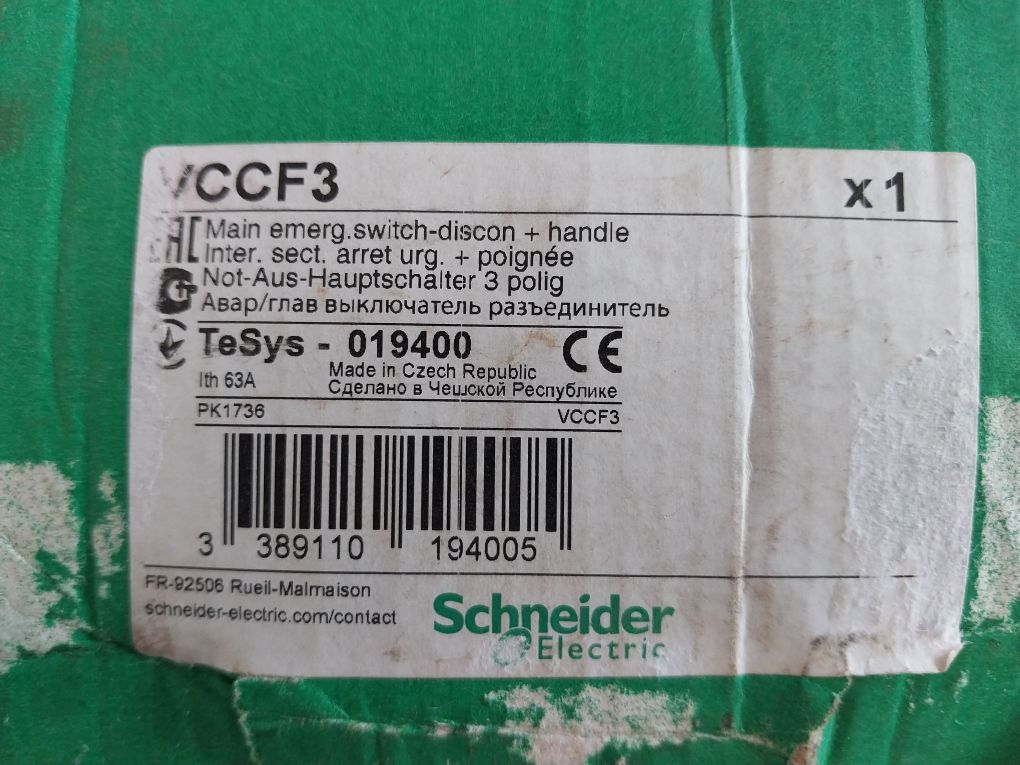 VCCF3 x 1
EAC
Main emerg.switch-discon + handle
Inter. sect. arret urg. + poignée
Not-Aus-Hauptschalter 3 polig
Авар/глав выключатель разъединитель
TeSys - 019400 CE
Made in Czech Republic
Ith 63A
Сделано в Чешской Республике
PK1736 VCCF3
3 389110 194005
FR-92506 Rueil-Malmaison
schneider-electric.com/contact
Schneider
Electric